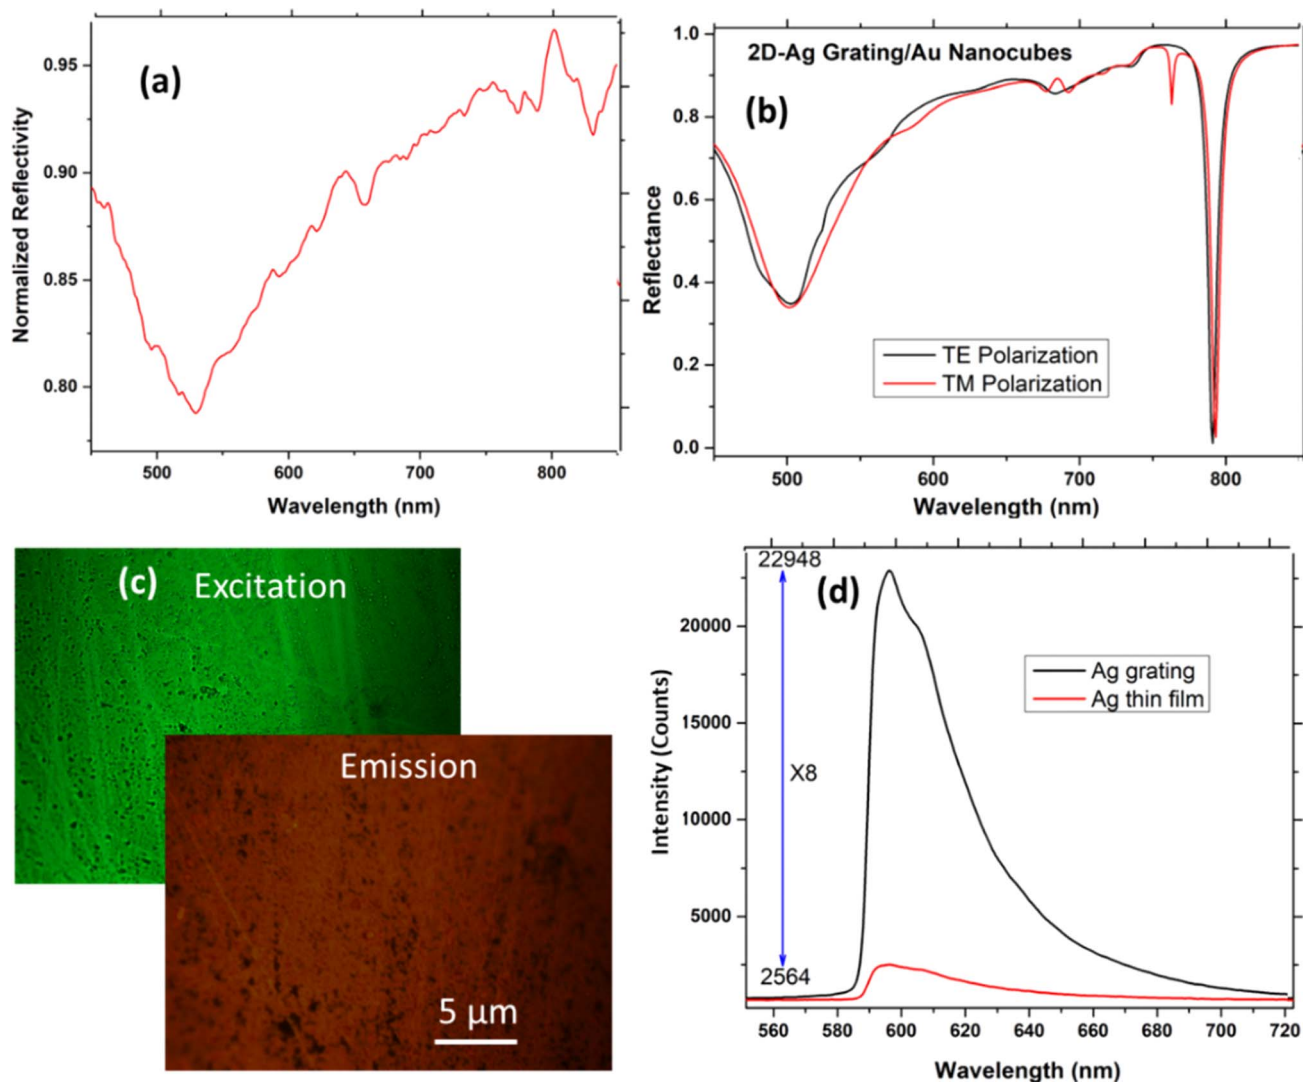 (a)
0.95
0.90
0.85
0.80
Normalized Reflectivity
500 600 700 800
Wavelength (nm)
2D-Ag Grating/Au Nanocubes
(b)
1.0
0.8
0.6
0.4
0.2
0.0
Reflectance
TE Polarization
TM Polarization
500 600 700 800
Wavelength (nm)
(c) Excitation
Emission
5 µm
22948
(d)
20000
15000
10000
5000
Intensity (Counts)
Ag grating
Ag thin film
X8
2564
560 580 600 620 640 660 680 700 720
Wavelength (nm)